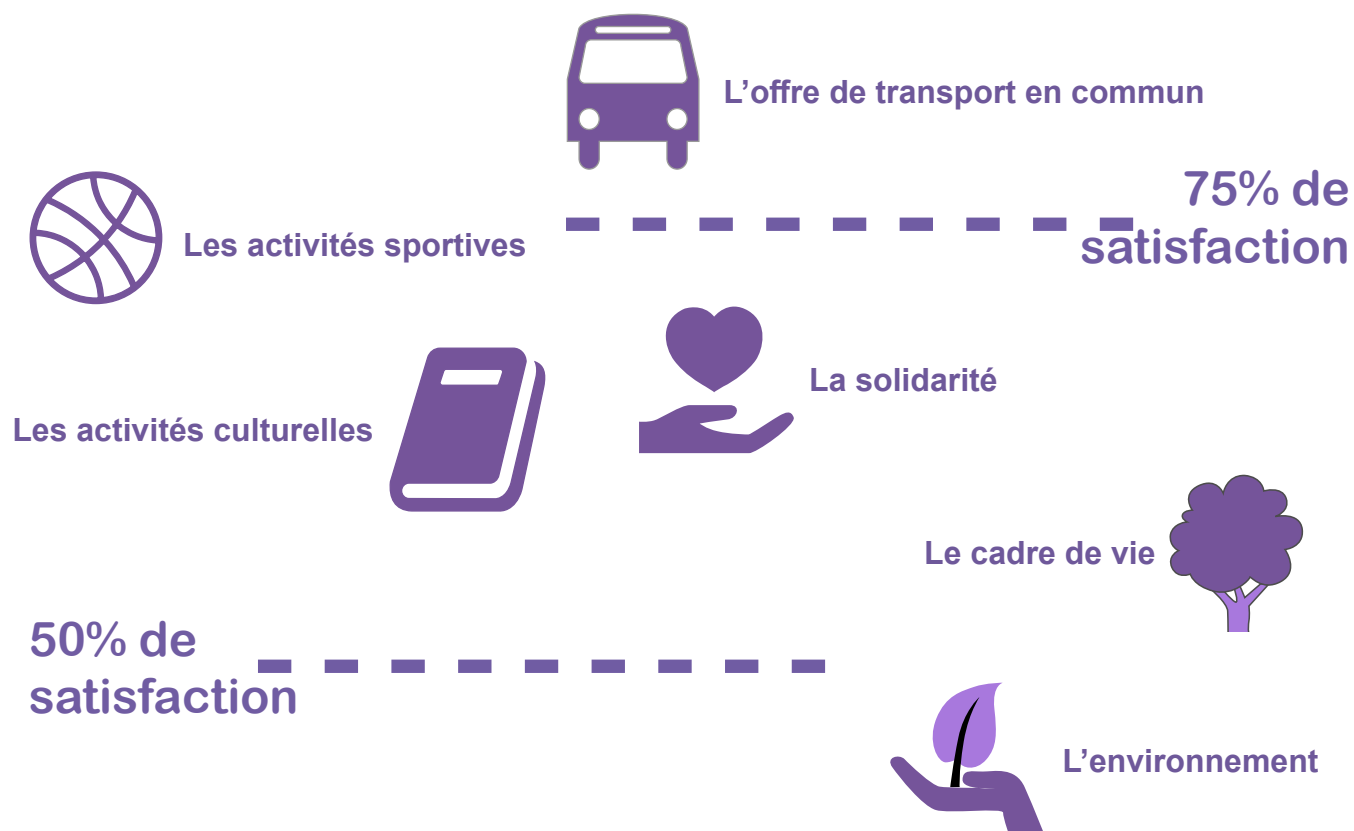 L’offre de transport en commun
75% de
satisfaction
Les activités sportives
La solidarité
Les activités culturelles
Le cadre de vie
50% de
satisfaction
L’environnement